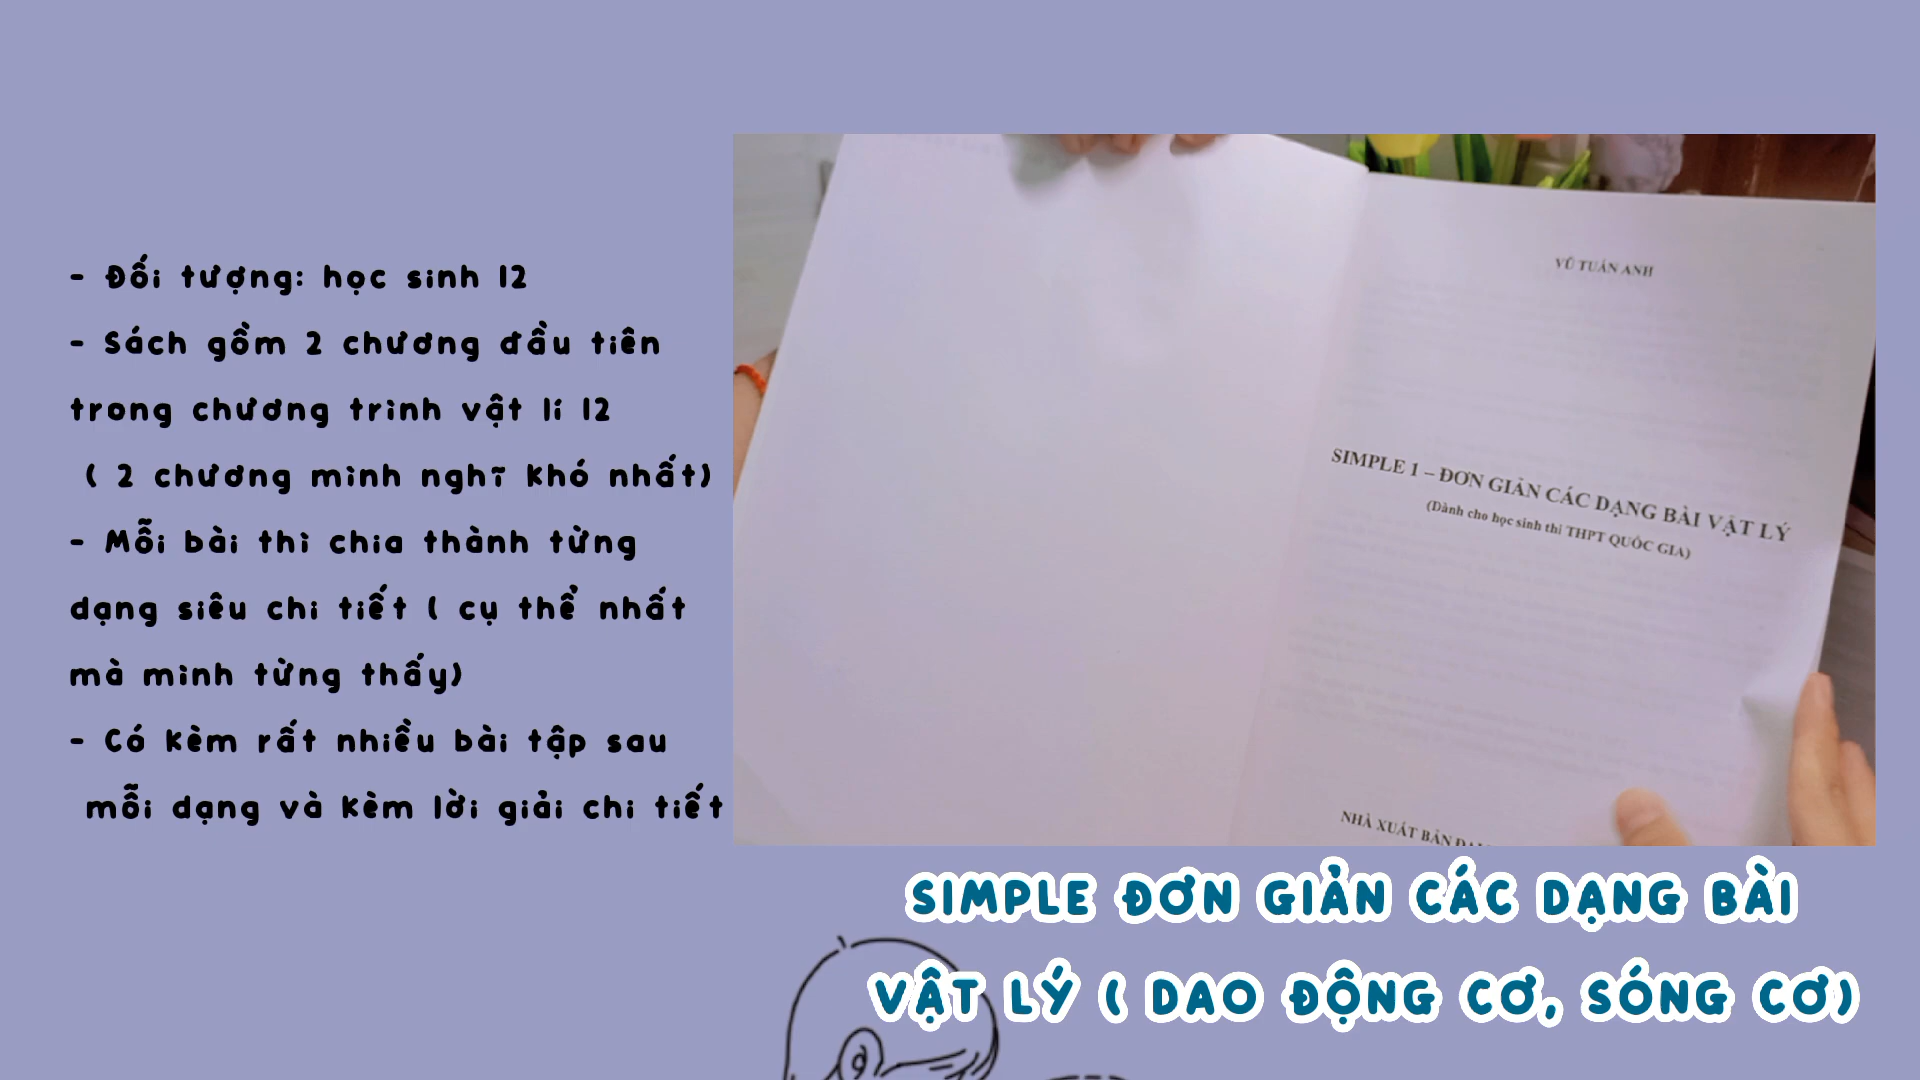 - Đối tượng: học sinh 12
- Sách gồm 2 chương đầu tiên
trong chương trình vật lí 12
( 2 chương mình nghĩ khó nhất)
- Mỗi bài thì chia thành từng
dạng siêu chi tiết ( cụ thể nhất
mà mình từng thấy)
- Có kèm rất nhiều bài tập sau
mỗi dạng và kèm lời giải chi tiết
VŨ TUẤN ANH
SIMPLE 1 – ĐƠN GIẢN CÁC DẠNG BÀI VẬT LÝ
(Dành cho học sinh thi THPT QUỐC GIA)
NHÀ XUẤT BẢN
SIMPLE ĐƠN GIẢN CÁC DẠNG BÀI
VẬT LÝ ( DAO ĐỘNG CƠ, SÓNG CƠ)